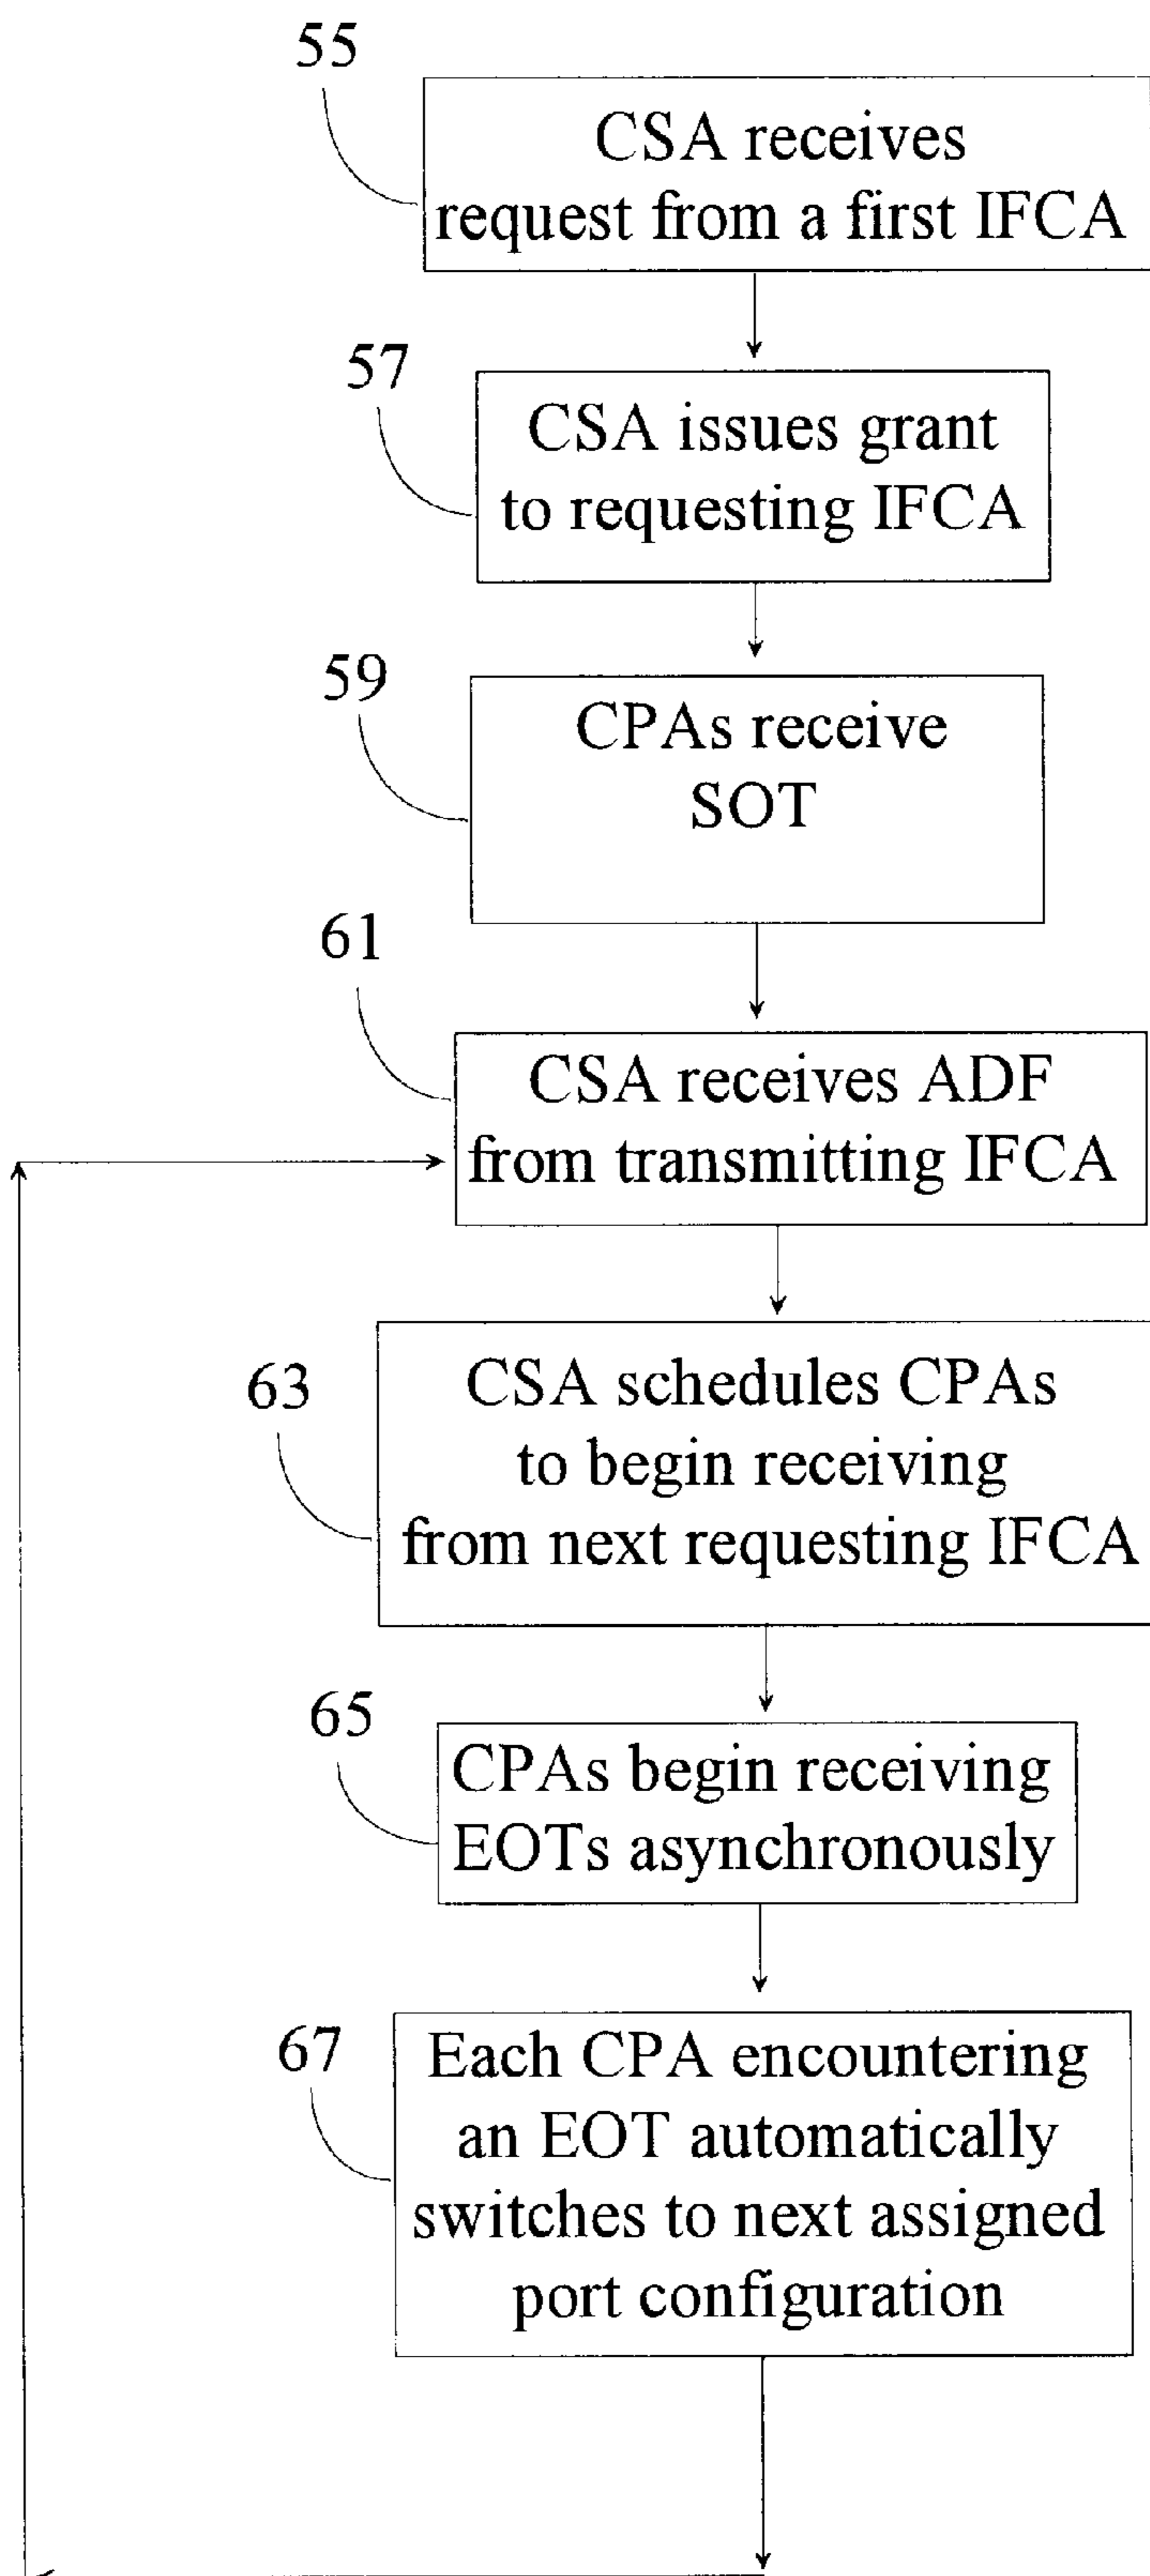 55
CSA receives
request from a first IFCA
57
CSA issues grant
to requesting IFCA
59
CPAs receive
SOT
61
CSA receives ADF
from transmitting IFCA
63
CSA schedules CPAs
to begin receiving
from next requesting IFCA
65
CPAs begin receiving
EOTs asynchronously
67
Each CPA encountering
an EOT automatically
switches to next assigned
port configuration